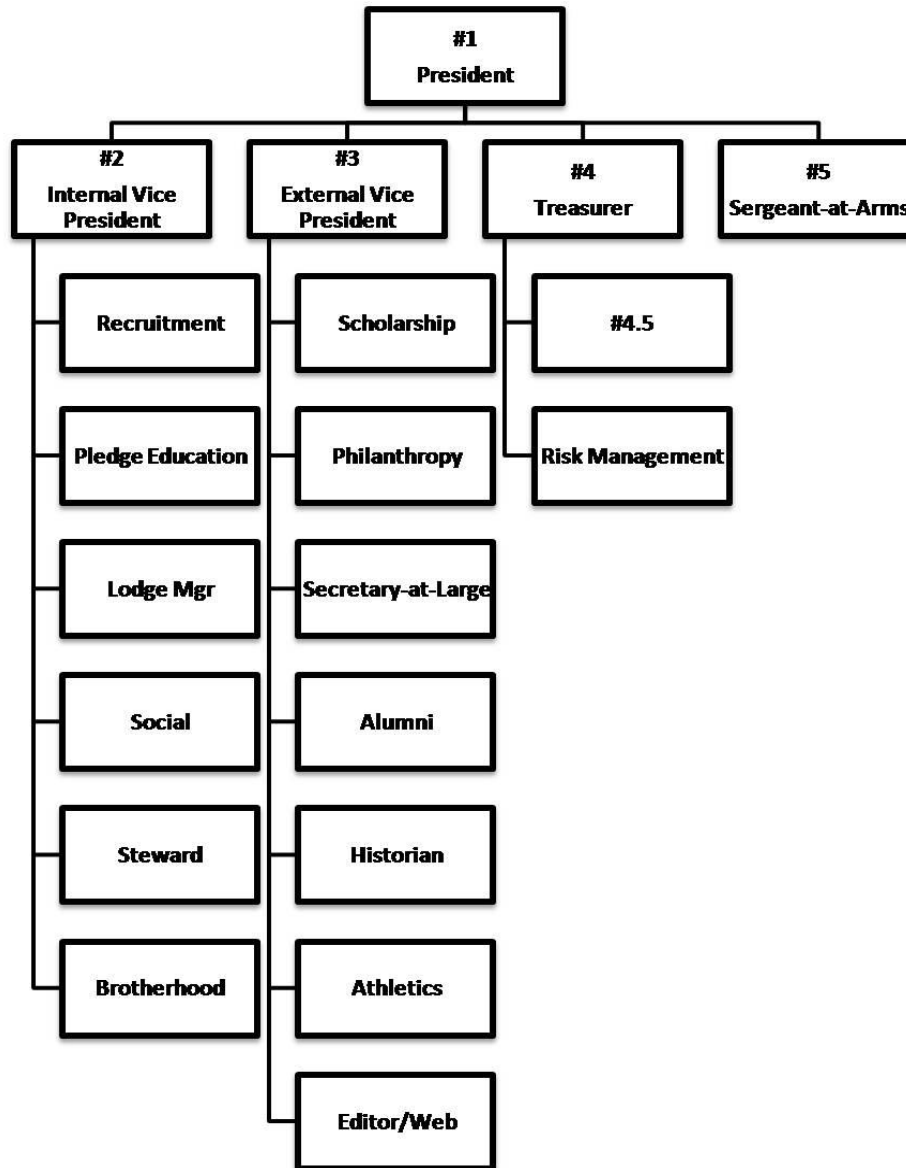 #1
President
#2
Internal Vice
President
#3
External Vice
President
#4
Treasurer
#5
Sergeant-at-Arms
Recruitment
Pledge Education
Lodge Mgr
Social
Steward
Brotherhood
Scholarship
Philanthropy
Secretary-at-Large
Alumni
Historian
Athletics
Editor/Web
#4.5
Risk Management